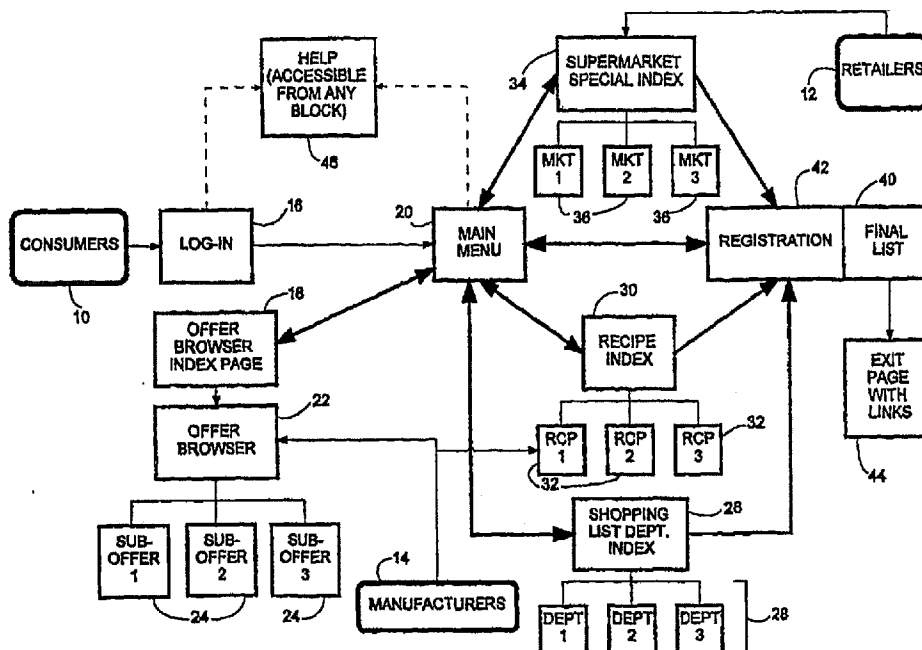 HELP
(ACCESSIBLE
FROM ANY
BLOCK)
46
34
SUPERMARKET
SPECIAL INDEX
12
RETAILERS
MKT
1
MKT
2
MKT
3
36
36
CONSUMERS
10
16
LOG-IN
20
MAIN
MENU
42
REGISTRATION
40
FINAL
LIST
18
OFFER
BROWSER
INDEX PAGE
30
RECIPE
INDEX
EXIT
PAGE
WITH
LINKS
44
22
OFFER
BROWSER
RCP
1
RCP
2
RCP
3
32
32
SUB-
OFFER
1
SUB-
OFFER
2
SUB-
OFFER
3
24
24
14
MANUFACTURERS
28
SHOPPING
LIST DEPT.
INDEX
DEPT
1
DEPT
2
DEPT
3
28